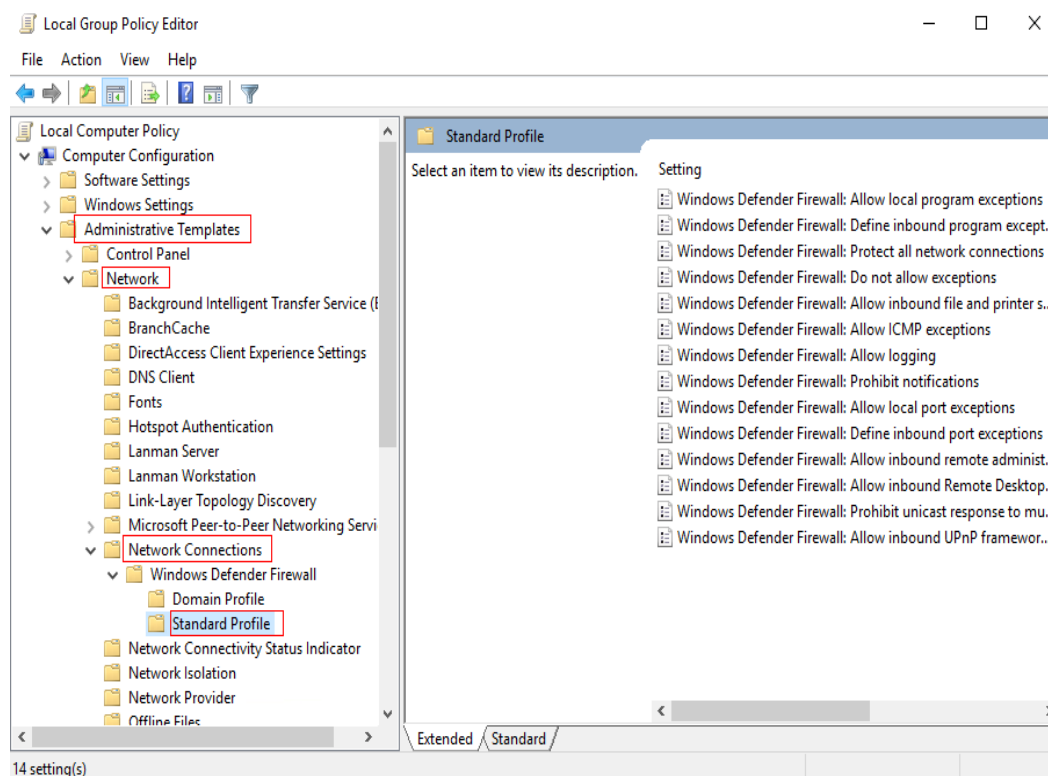 Local Group Policy Editor
File Action View Help
Local Computer Policy
Computer Configuration
Software Settings
Windows Settings
Administrative Templates
Control Panel
Network
Background Intelligent Transfer Service (B
BranchCache
DirectAccess Client Experience Settings
DNS Client
Fonts
Hotspot Authentication
Lanman Server
Lanman Workstation
Link-Layer Topology Discovery
Microsoft Peer-to-Peer Networking Servi
Network Connections
Windows Defender Firewall
Domain Profile
Standard Profile
Network Connectivity Status Indicator
Network Isolation
Network Provider
Offline Files
Standard Profile
Select an item to view its description.
Setting
Windows Defender Firewall: Allow local program exceptions
Windows Defender Firewall: Define inbound program except...
Windows Defender Firewall: Protect all network connections
Windows Defender Firewall: Do not allow exceptions
Windows Defender Firewall: Allow inbound file and printer s...
Windows Defender Firewall: Allow ICMP exceptions
Windows Defender Firewall: Allow logging
Windows Defender Firewall: Prohibit notifications
Windows Defender Firewall: Allow local port exceptions
Windows Defender Firewall: Define inbound port exceptions
Windows Defender Firewall: Allow inbound remote administ...
Windows Defender Firewall: Allow inbound Remote Desktop...
Windows Defender Firewall: Prohibit unicast response to mu...
Windows Defender Firewall: Allow inbound UPnP framewor...
Extended Standard
14 setting(s)